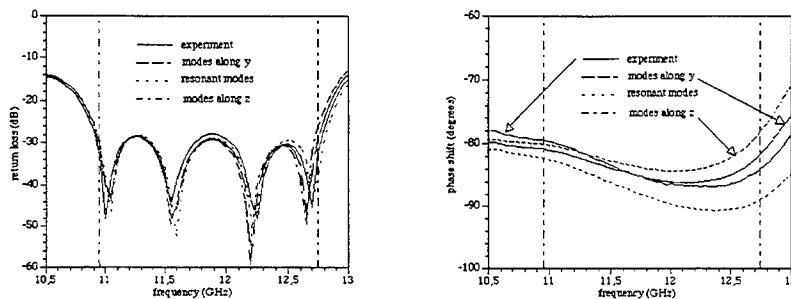 0
-10
-20
-30
-40
-50
-60
return loss (dB)
experiment
modes along y
resonant modes
modes along z
10,5
11
11,5
12
12,5
13
frequency (GHz)
-60
-70
-80
-90
-100
phase shift (degrees)
experiment
modes along y
resonant modes
modes along z
10,5
11
11,5
12
12,5
13
frequency (GHz)